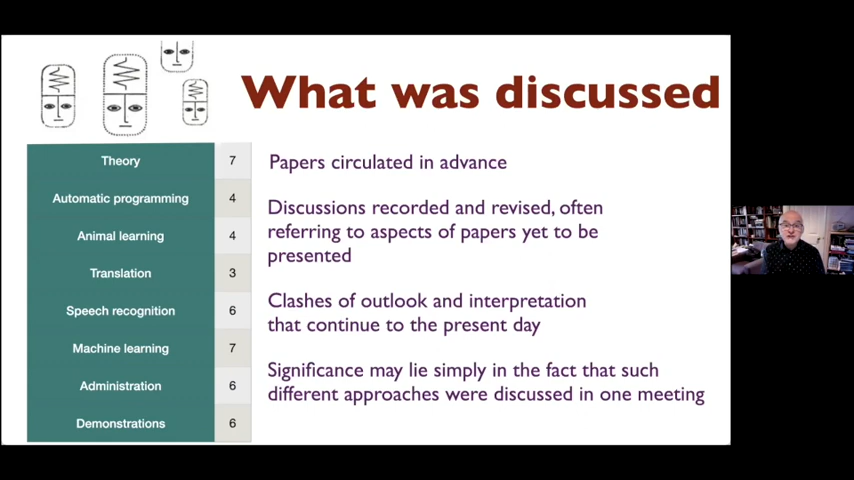 What was discussed
Theory 7
Automatic programming 4
Animal learning 4
Translation 3
Speech recognition 6
Machine learning 7
Administration 6
Demonstrations 6
Papers circulated in advance
Discussions recorded and revised, often
referring to aspects of papers yet to be
presented
Clashes of outlook and interpretation
that continue to the present day
Significance may lie simply in the fact that such
different approaches were discussed in one meeting